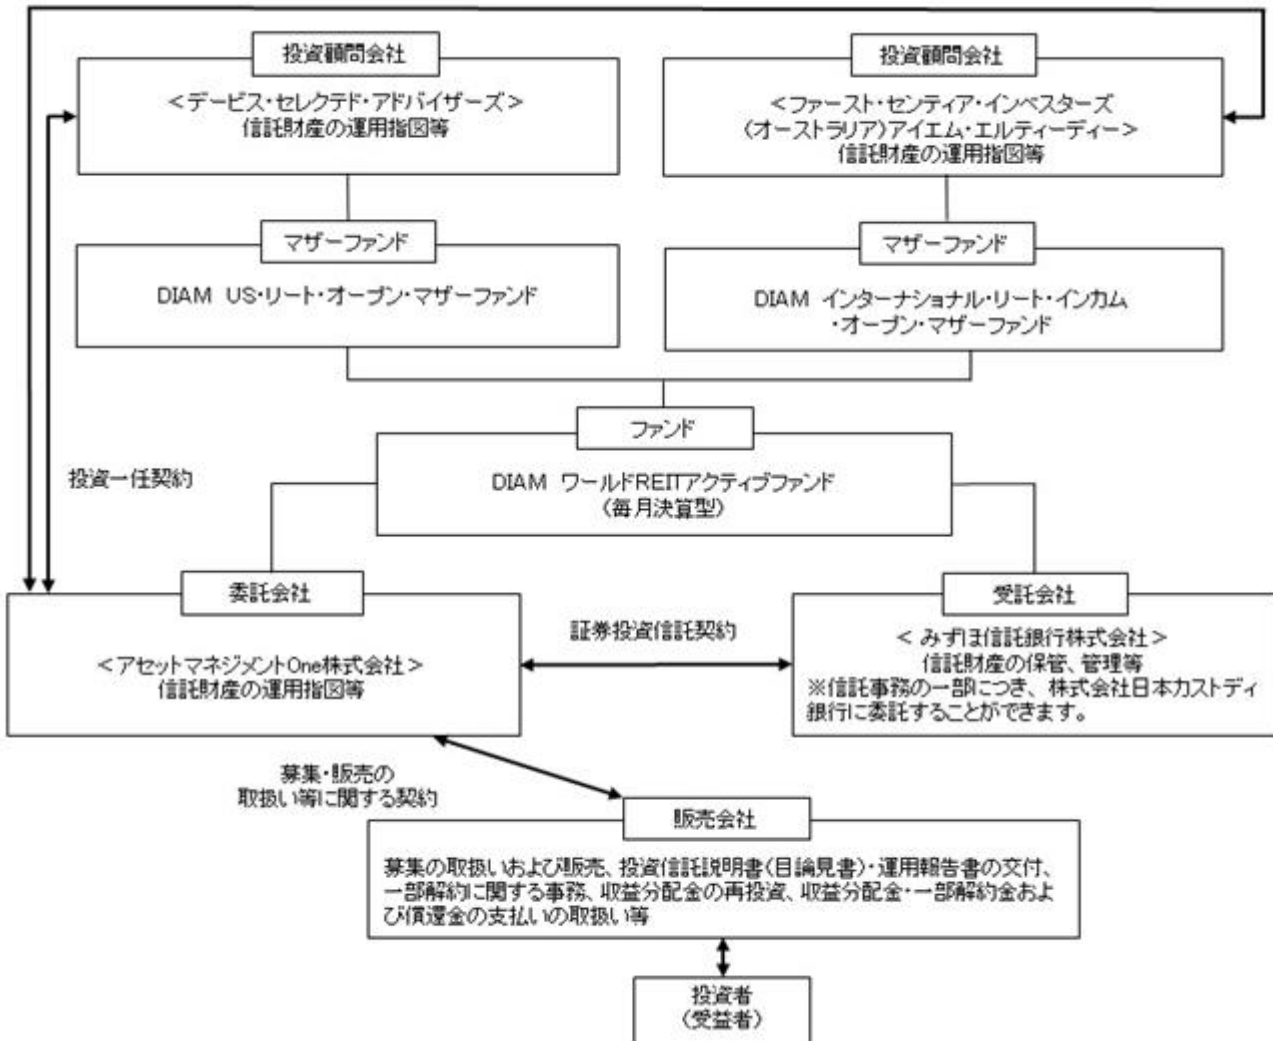 投資顧問会社
<デービス・セレクテド・アドバイザーズ>
信託財産の運用指図等
投資顧問会社
<ファースト・センティア・インベスターズ
(オーストラリア)アイエム・エルティーディー>
信託財産の運用指図等
マザーファンド
DIAM US・リート・オープン・マザーファンド
マザーファンド
DIAM インターナショナル・リート・インカム
・オープン・マザーファンド
ファンド
DIAM ワールドREITアクティブファンド
(毎月決算型)
投資一任契約
委託会社
<アセットマネジメントOne株式会社>
信託財産の運用指図等
証券投資信託契約
受託会社
<みずほ信託銀行株式会社>
信託財産の保管、管理等
※信託事務の一部につき、株式会社日本カストディ
銀行に委託することができます。
募集・販売の
取扱い等に関する契約
販売会社
募集の取扱いおよび販売、投資信託説明書(目論見書)・運用報告書の交付、
一部解約に関する事務、収益分配金の再投資、収益分配金・一部解約金およ
び償還金の支払いの取扱い等
投資者
(受益者)